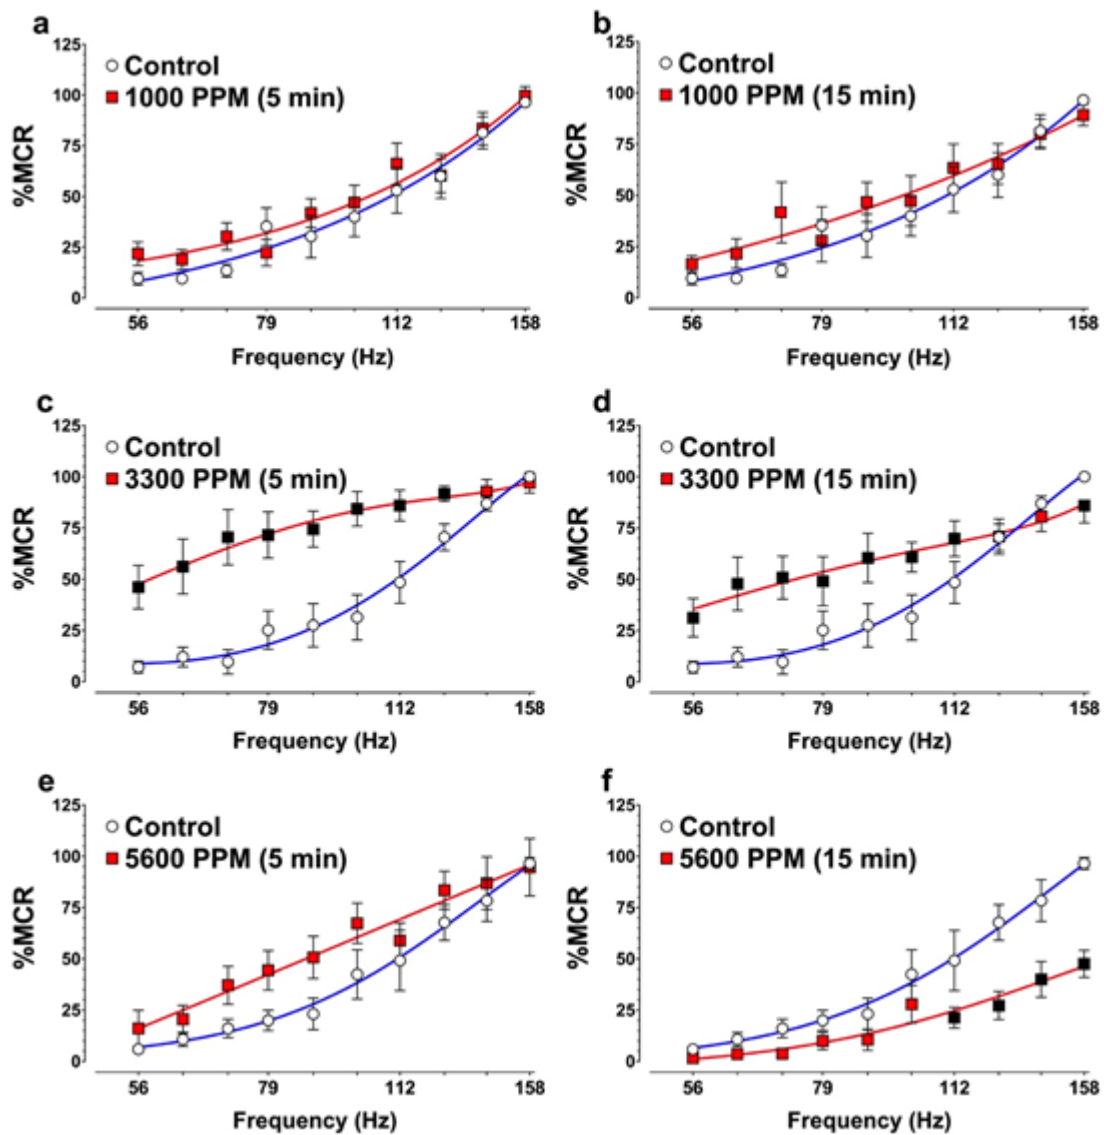 a
125
100
75
50
25
0
%MCR
Control
1000 PPM (5 min)
56 79 112 158
Frequency (Hz)
b
125
100
75
50
25
0
%MCR
Control
1000 PPM (15 min)
56 79 112 158
Frequency (Hz)
c
125
100
75
50
25
0
%MCR
Control
3300 PPM (5 min)
56 79 112 158
Frequency (Hz)
d
125
100
75
50
25
0
%MCR
Control
3300 PPM (15 min)
56 79 112 158
Frequency (Hz)
e
125
100
75
50
25
0
%MCR
Control
5600 PPM (5 min)
56 79 112 158
Frequency (Hz)
f
125
100
75
50
25
0
%MCR
Control
5600 PPM (15 min)
56 79 112 158
Frequency (Hz)